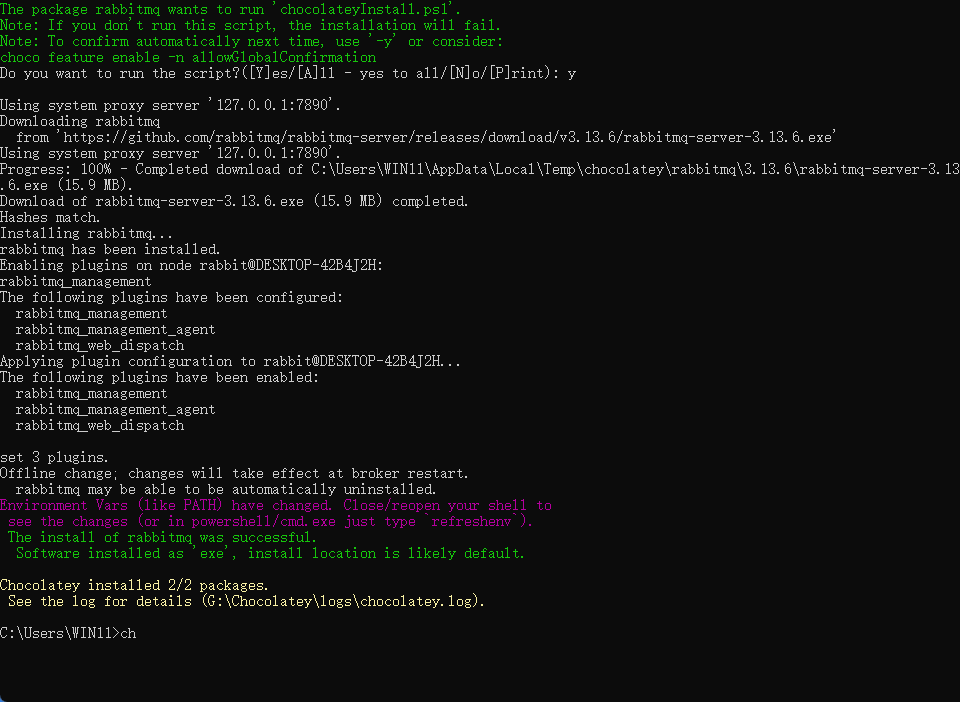 The package rabbitmq wants to run 'chocolateyInstall.ps1'.
Note: If you don't run this script, the installation will fail.
Note: To confirm automatically next time, use '-y' or consider:
choco feature enable -n allowGlobalConfirmation
Do you want to run the script?([Y]es/[A]ll - yes to all/[N]o/[P]rint): y
Using system proxy server '127.0.0.1:7890'.
Downloading rabbitmq
from 'https://github.com/rabbitmq/rabbitmq-server/releases/download/v3.13.6/rabbitmq-server-3.13.6.exe'
Using system proxy server '127.0.0.1:7890'.
Progress: 100% - Completed download of C:\Users\WIN11\AppData\Local\Temp\chocolatey\rabbitmq\3.13.6\rabbitmq-server-3.13
.6.exe (15.9 MB).
Download of rabbitmq-server-3.13.6.exe (15.9 MB) completed.
Hashes match.
Installing rabbitmq...
rabbitmq has been installed.
Enabling plugins on node rabbit@DESKTOP-42B4J2H:
rabbitmq_management
The following plugins have been configured:
rabbitmq_management
rabbitmq_management_agent
rabbitmq_web_dispatch
Applying plugin configuration to rabbit@DESKTOP-42B4J2H...
The following plugins have been enabled:
rabbitmq_management
rabbitmq_management_agent
rabbitmq_web_dispatch
set 3 plugins.
Offline change; changes will take effect at broker restart.
rabbitmq may be able to be automatically uninstalled.
Environment Vars (like PATH) have changed. Close/reopen your shell to
see the changes (or in powershell/cmd.exe just type `refreshenv`).
The install of rabbitmq was successful.
Software installed as 'exe', install location is likely default.
Chocolatey installed 2/2 packages.
See the log for details (G:\Chocolatey\logs\chocolatey.log).
C:\Users\WIN11>ch